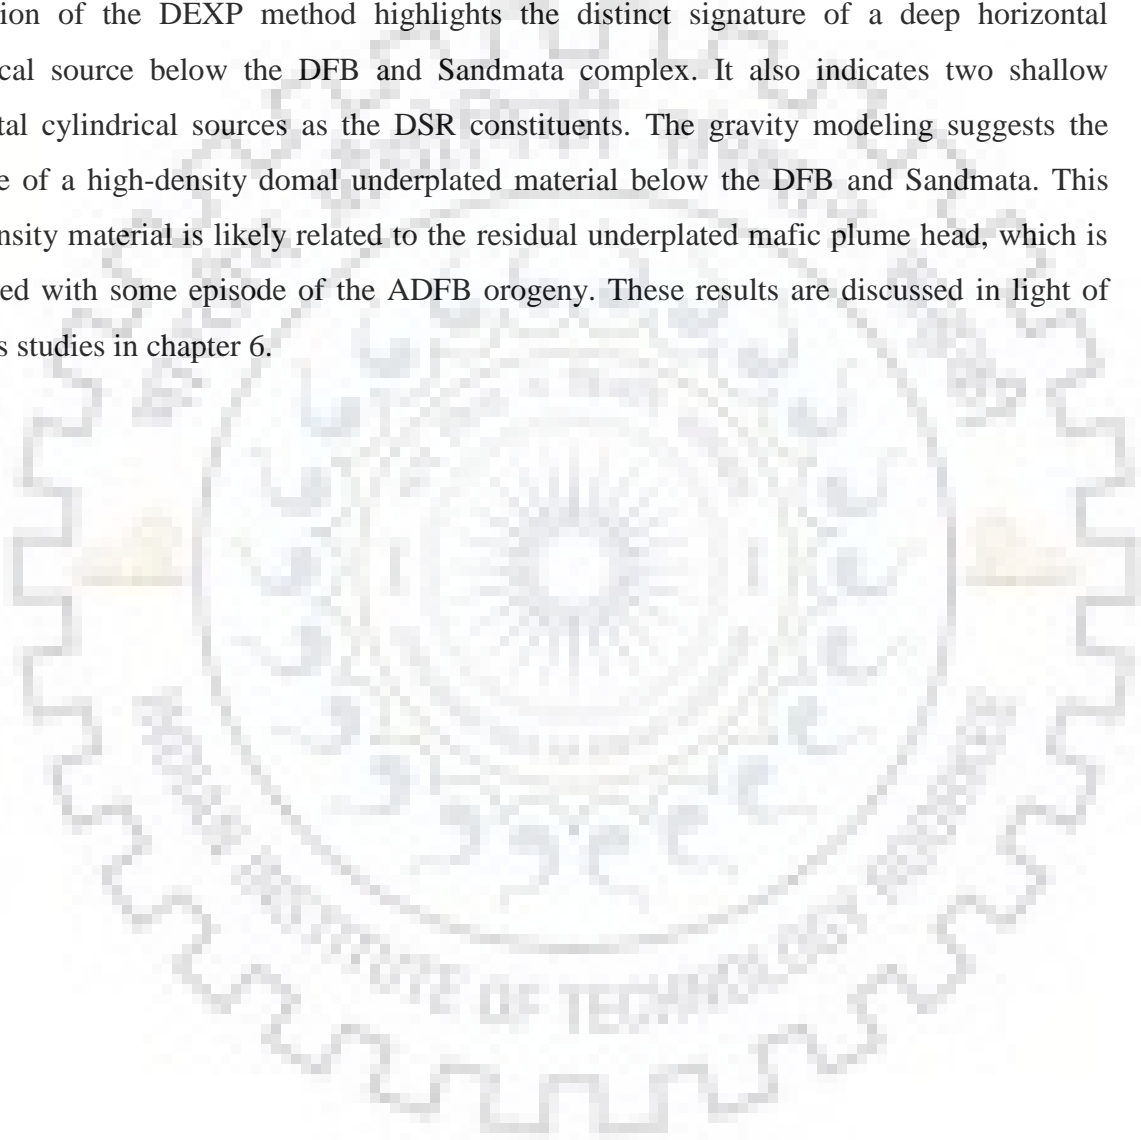 ion of the DEXP method highlights the distinct signature of a deep horizontal
cal source below the DFB and Sandmata complex. It also indicates two shallow
tal cylindrical sources as the DSR constituents. The gravity modeling suggests the
e of a high-density domal underplated material below the DFB and Sandmata. This
nsity material is likely related to the residual underplated mafic plume head, which is
ed with some episode of the ADFB orogeny. These results are discussed in light of
s studies in chapter 6.
INSTITUTE OF TECHNOLOGY